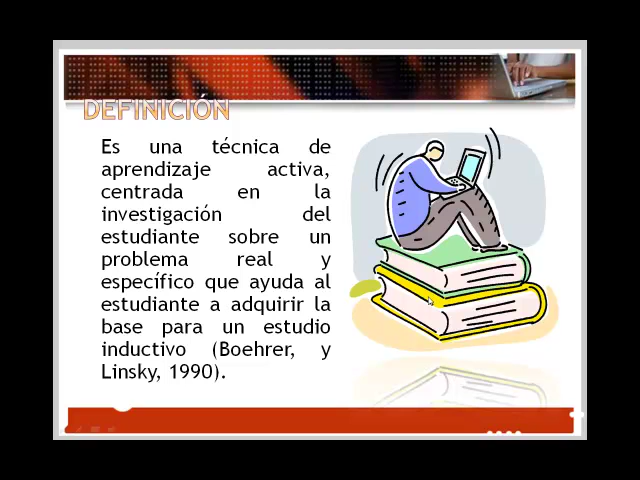 DEFINICIÓN
Es una técnica de
aprendizaje activa,
centrada en la
investigación del
estudiante sobre un
problema real y
específico que ayuda al
estudiante a adquirir la
base para un estudio
inductivo (Boehrer, y
Linsky, 1990).